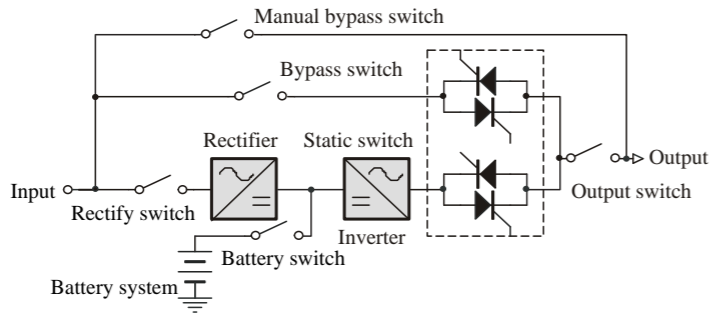 Manual bypass switch
Bypass switch
Rectifier
Static switch
Input
Output
Rectify switch
Output switch
Inverter
Battery switch
Battery system